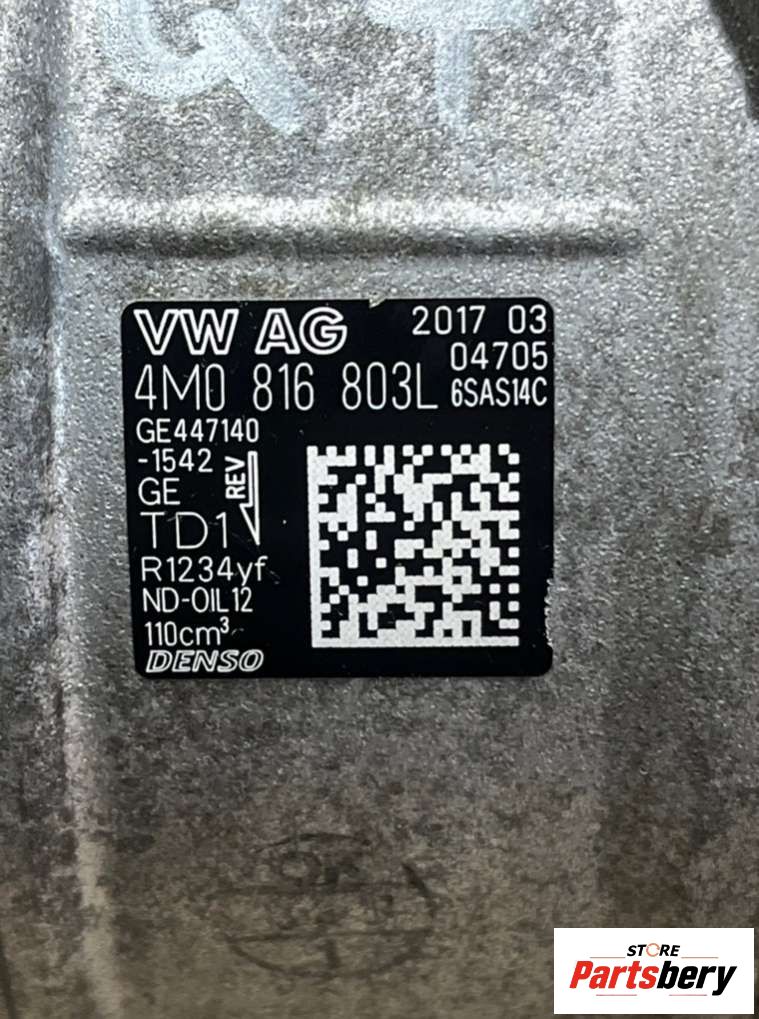 Q T
VW AG 2017 03
04705
4M0 816 803L 6SAS14C
GE447140
-1542
GE REV
TD1
R1234yf
ND-OIL12
110cm³
DENSO
STORE
Partsbery